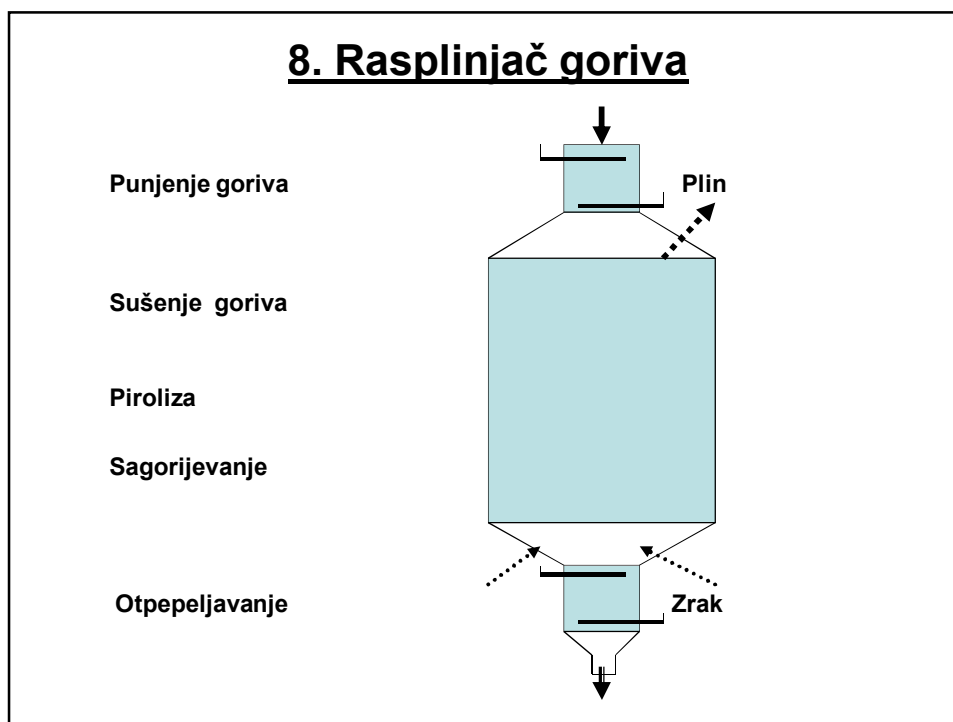 8. Rasplinjač goriva
Punjenje goriva
Plin
Sušenje goriva
Piroliza
Sagorijevanje
Otpepeljavanje
Zrak